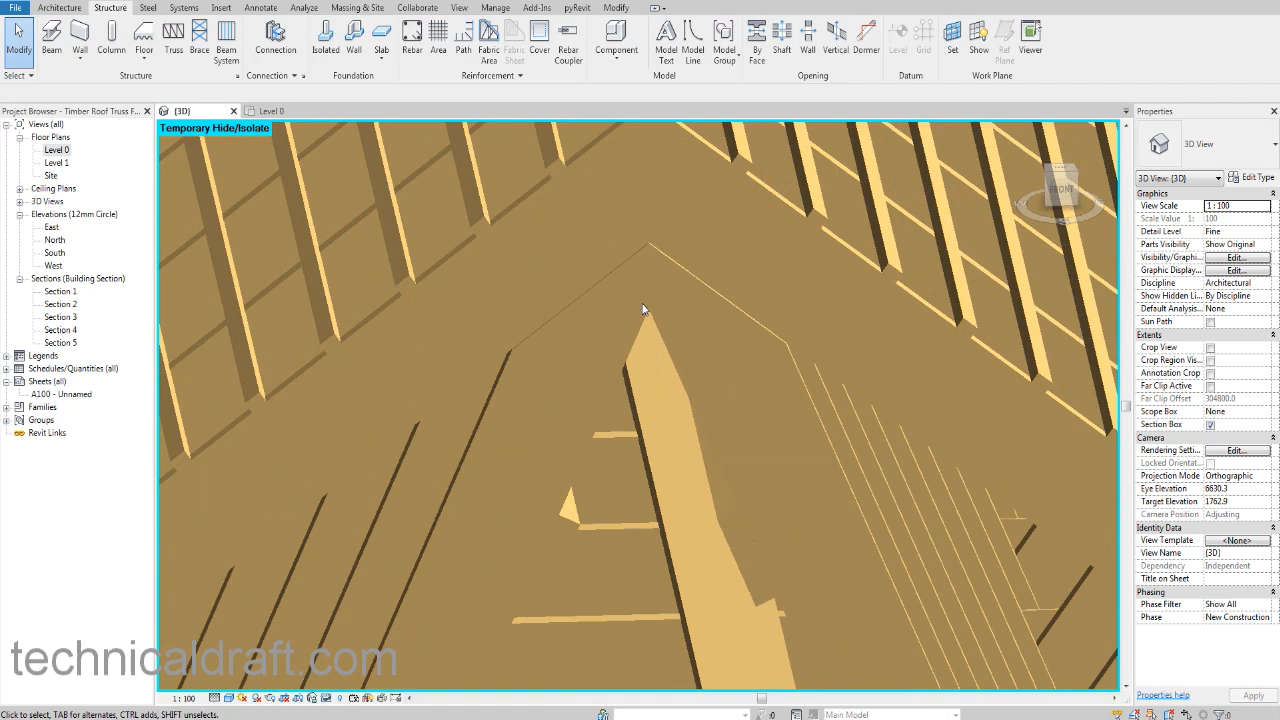 File Architecture Structure Steel Systems Insert Annotate Analyze Massing & Site Collaborate View Manage Add-Ins pyRevit Modify
Modify Beam Wall Column Floor Truss Brace Beam System Connection Isolated Wall Slab Rebar Area Path Fabric Area Fabric Sheet Cover Rebar Coupler Component Model Text Model Line Model Group By Face Shaft Wall Vertical Dormer Level Grid Set Show Ref Plane Viewer
Select Structure Connection Foundation Reinforcement Model Opening Datum Work Plane
Project Browser - Timber Roof Truss F...
{3D}
Level 0
Properties
Temporary Hide/Isolate
Views (all)
Floor Plans
Level 0
Level 1
Site
Ceiling Plans
3D Views
Elevations (12mm Circle)
East
North
South
West
Sections (Building Section)
Section 1
Section 2
Section 3
Section 4
Section 5
Legends
Schedules/Quantities (all)
Sheets (all)
A100 - Unnamed
Families
Groups
Revit Links
FRONT
3D View
3D View: {3D} Edit Type
Graphics
View Scale 1 : 100
Scale Value 1: 100
Detail Level Fine
Parts Visibility Show Original
Visibility/Graphi... Edit...
Graphic Display... Edit...
Discipline Architectural
Show Hidden Li... By Discipline
Default Analysis... None
Sun Path
Extents
Crop View
Crop Region Vis...
Annotation Crop
Far Clip Active
Far Clip Offset 304800.0
Scope Box None
Section Box
Camera
Rendering Setti... Edit...
Locked Orientat...
Projection Mode Orthographic
Eye Elevation 6630.3
Target Elevation 1762.9
Camera Position Adjusting
Identity Data
View Template <None>
View Name {3D}
Dependency Independent
Title on Sheet
Phasing
Phase Filter Show All
Phase New Construction
technicaldraft.com
1 : 100
Properties help Apply
Click to select, TAB for alternates, CTRL adds, SHIFT unselects.
:0 Main Model :0